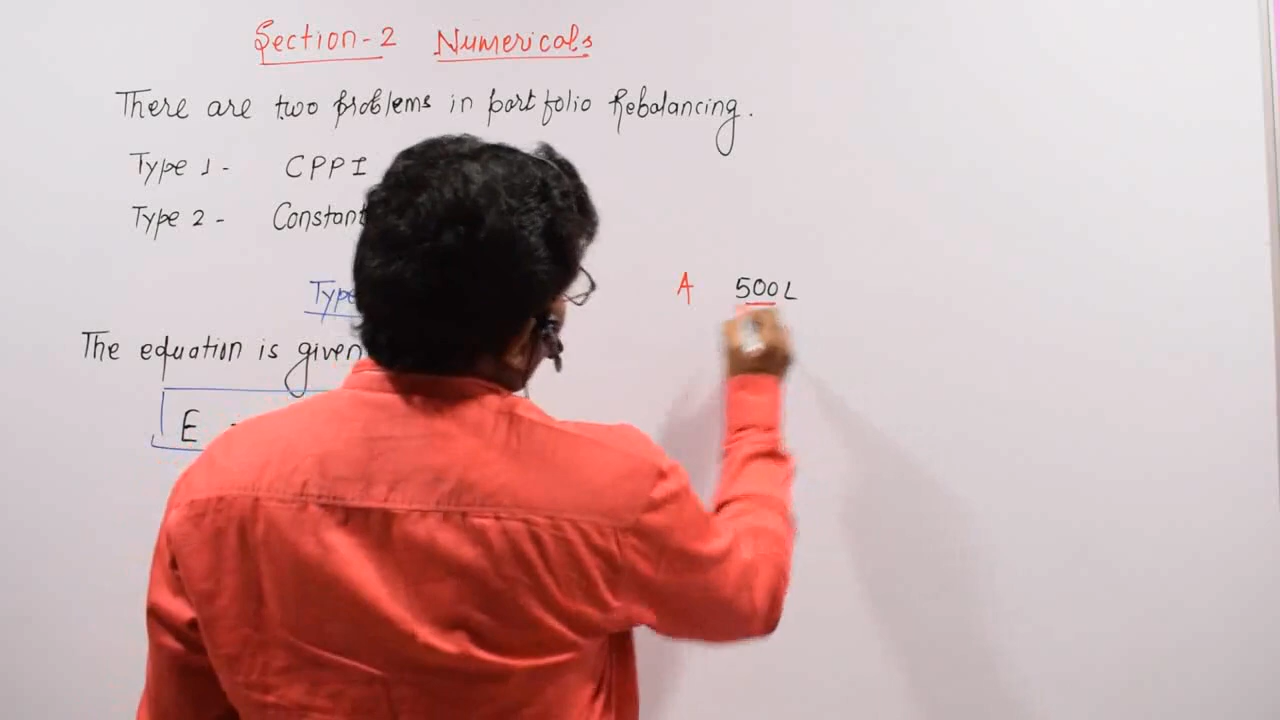 Section-2 Numericals
There are two problems in portfolio Rebalancing.
Type 1 - CPPI
Type 2 - Constant
Type
A 500L
The equation is given
E